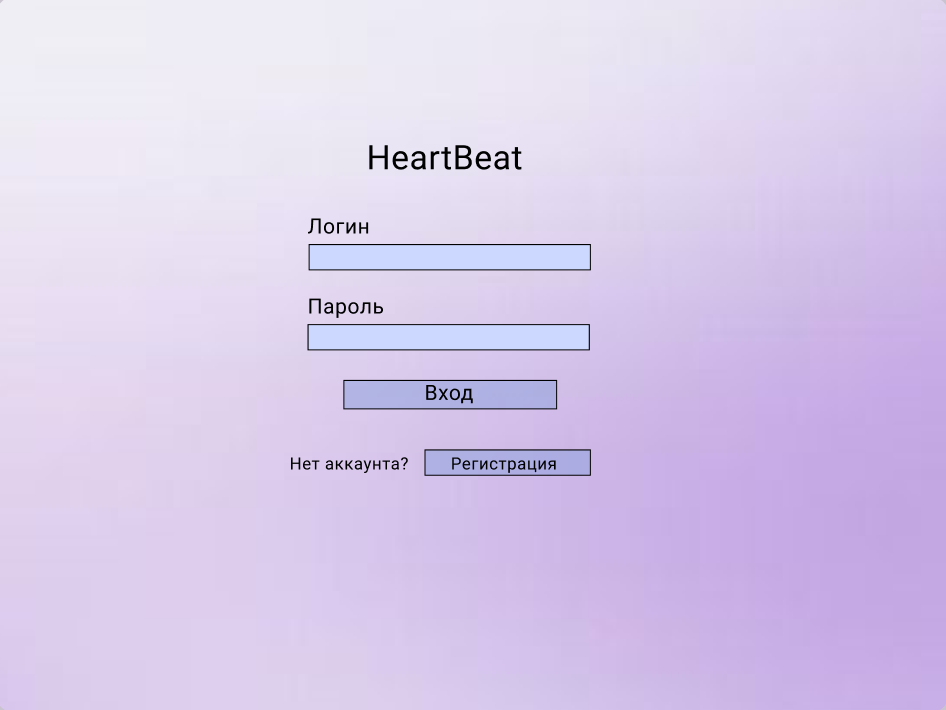 HeartBeat
Логин
Пароль
Вход
Нет аккаунта? Регистрация